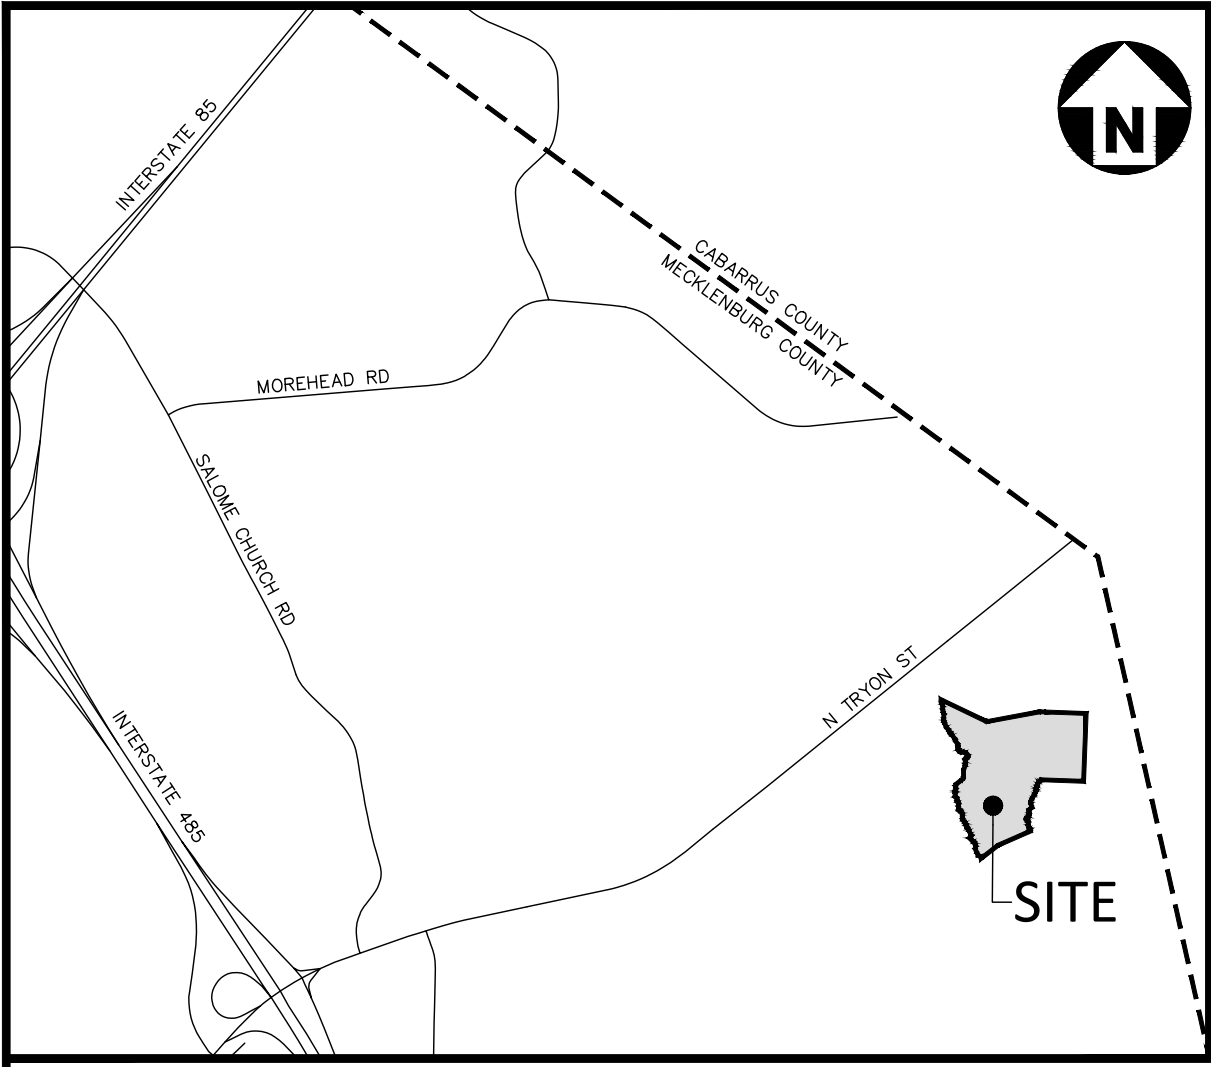 INTERSTATE 85
N
CABARRUS COUNTY
MECKLENBURG COUNTY
MOREHEAD RD
SALOME CHURCH RD
N TRYON ST
INTERSTATE 485
SITE